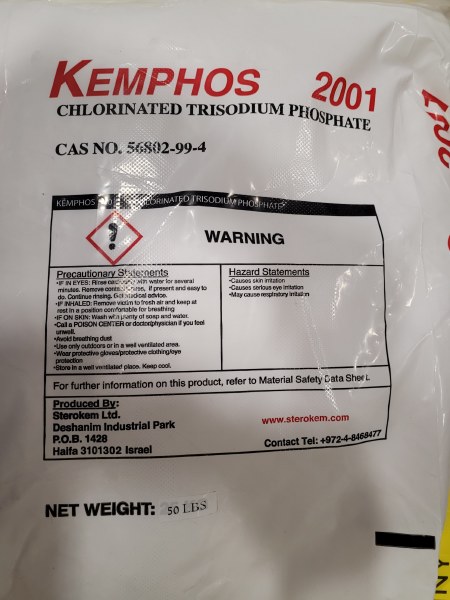 KEMPHOS 2001
CHLORINATED TRISODIUM PHOSPHATE
CAS NO. 56802-99-4
KEMPHOS CHLORINATED TRISODIUM PHOSPHATE
WARNING
Precautionary Statements
•IF IN EYES: Rinse with water for several
minutes. Remove if present and easy to
do. Continue rinsing. Get medical advice.
•IF INHALED: Remove victim to fresh air and keep at
rest in a position comfortable for breathing
•IF ON SKIN: Wash with plenty of soap and water.
•Call a POISON CENTER or doctor/physician if you feel
unwell.
•Avoid breathing dust
•Use only outdoors or in a well ventilated area.
•Wear protective gloves/protective clothing/eye
protection
•Store in a well ventilated place. Keep cool.
Hazard Statements
•Causes skin irritation
•Causes serious eye irritation
•May cause respiratory irritation
For further information on this product, refer to Material Safety Data Sheet.
Produced By:
Sterokem Ltd.
Deshanim Industrial Park
P.O.B. 1428
Haifa 3101302 Israel
www.sterokem.com
Contact Tel: +972-4-8468477
NET WEIGHT: 50 LBS
2001
NY